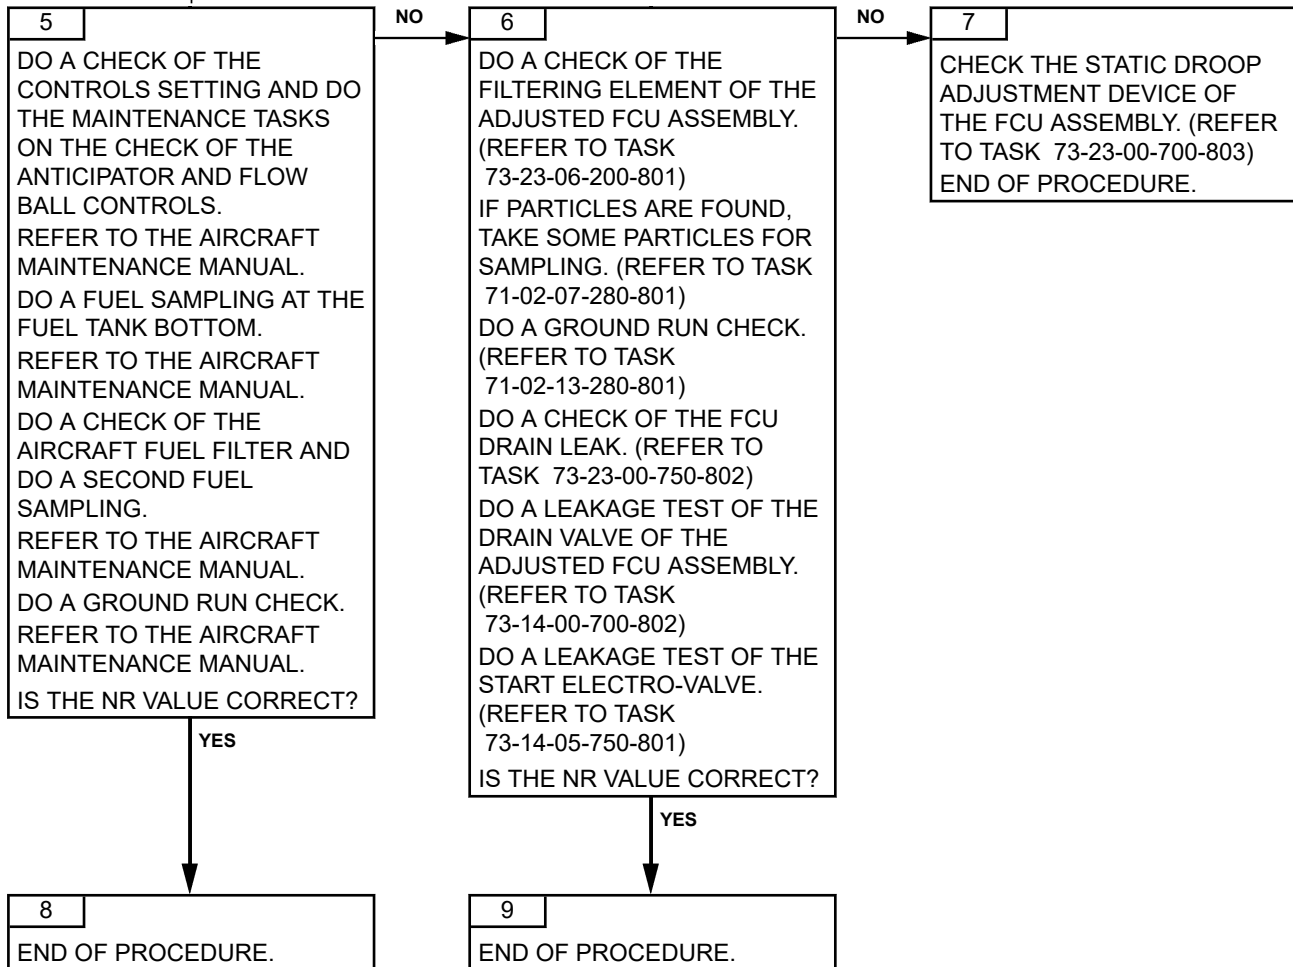 5
DO A CHECK OF THE
CONTROLS SETTING AND DO
THE MAINTENANCE TASKS
ON THE CHECK OF THE
ANTICIPATOR AND FLOW
BALL CONTROLS.
REFER TO THE AIRCRAFT
MAINTENANCE MANUAL.
DO A FUEL SAMPLING AT THE
FUEL TANK BOTTOM.
REFER TO THE AIRCRAFT
MAINTENANCE MANUAL.
DO A CHECK OF THE
AIRCRAFT FUEL FILTER AND
DO A SECOND FUEL
SAMPLING.
REFER TO THE AIRCRAFT
MAINTENANCE MANUAL.
DO A GROUND RUN CHECK.
REFER TO THE AIRCRAFT
MAINTENANCE MANUAL.
IS THE NR VALUE CORRECT?
NO
YES
6
DO A CHECK OF THE
FILTERING ELEMENT OF THE
ADJUSTED FCU ASSEMBLY.
(REFER TO TASK
73-23-06-200-801)
IF PARTICLES ARE FOUND,
TAKE SOME PARTICLES FOR
SAMPLING. (REFER TO TASK
71-02-07-280-801)
DO A GROUND RUN CHECK.
(REFER TO TASK
71-02-13-280-801)
DO A CHECK OF THE FCU
DRAIN LEAK. (REFER TO
TASK 73-23-00-750-802)
DO A LEAKAGE TEST OF THE
DRAIN VALVE OF THE
ADJUSTED FCU ASSEMBLY.
(REFER TO TASK
73-14-00-700-802)
DO A LEAKAGE TEST OF THE
START ELECTRO-VALVE.
(REFER TO TASK
73-14-05-750-801)
IS THE NR VALUE CORRECT?
NO
YES
7
CHECK THE STATIC DROOP
ADJUSTMENT DEVICE OF
THE FCU ASSEMBLY. (REFER
TO TASK 73-23-00-700-803)
END OF PROCEDURE.
8
END OF PROCEDURE.
9
END OF PROCEDURE.